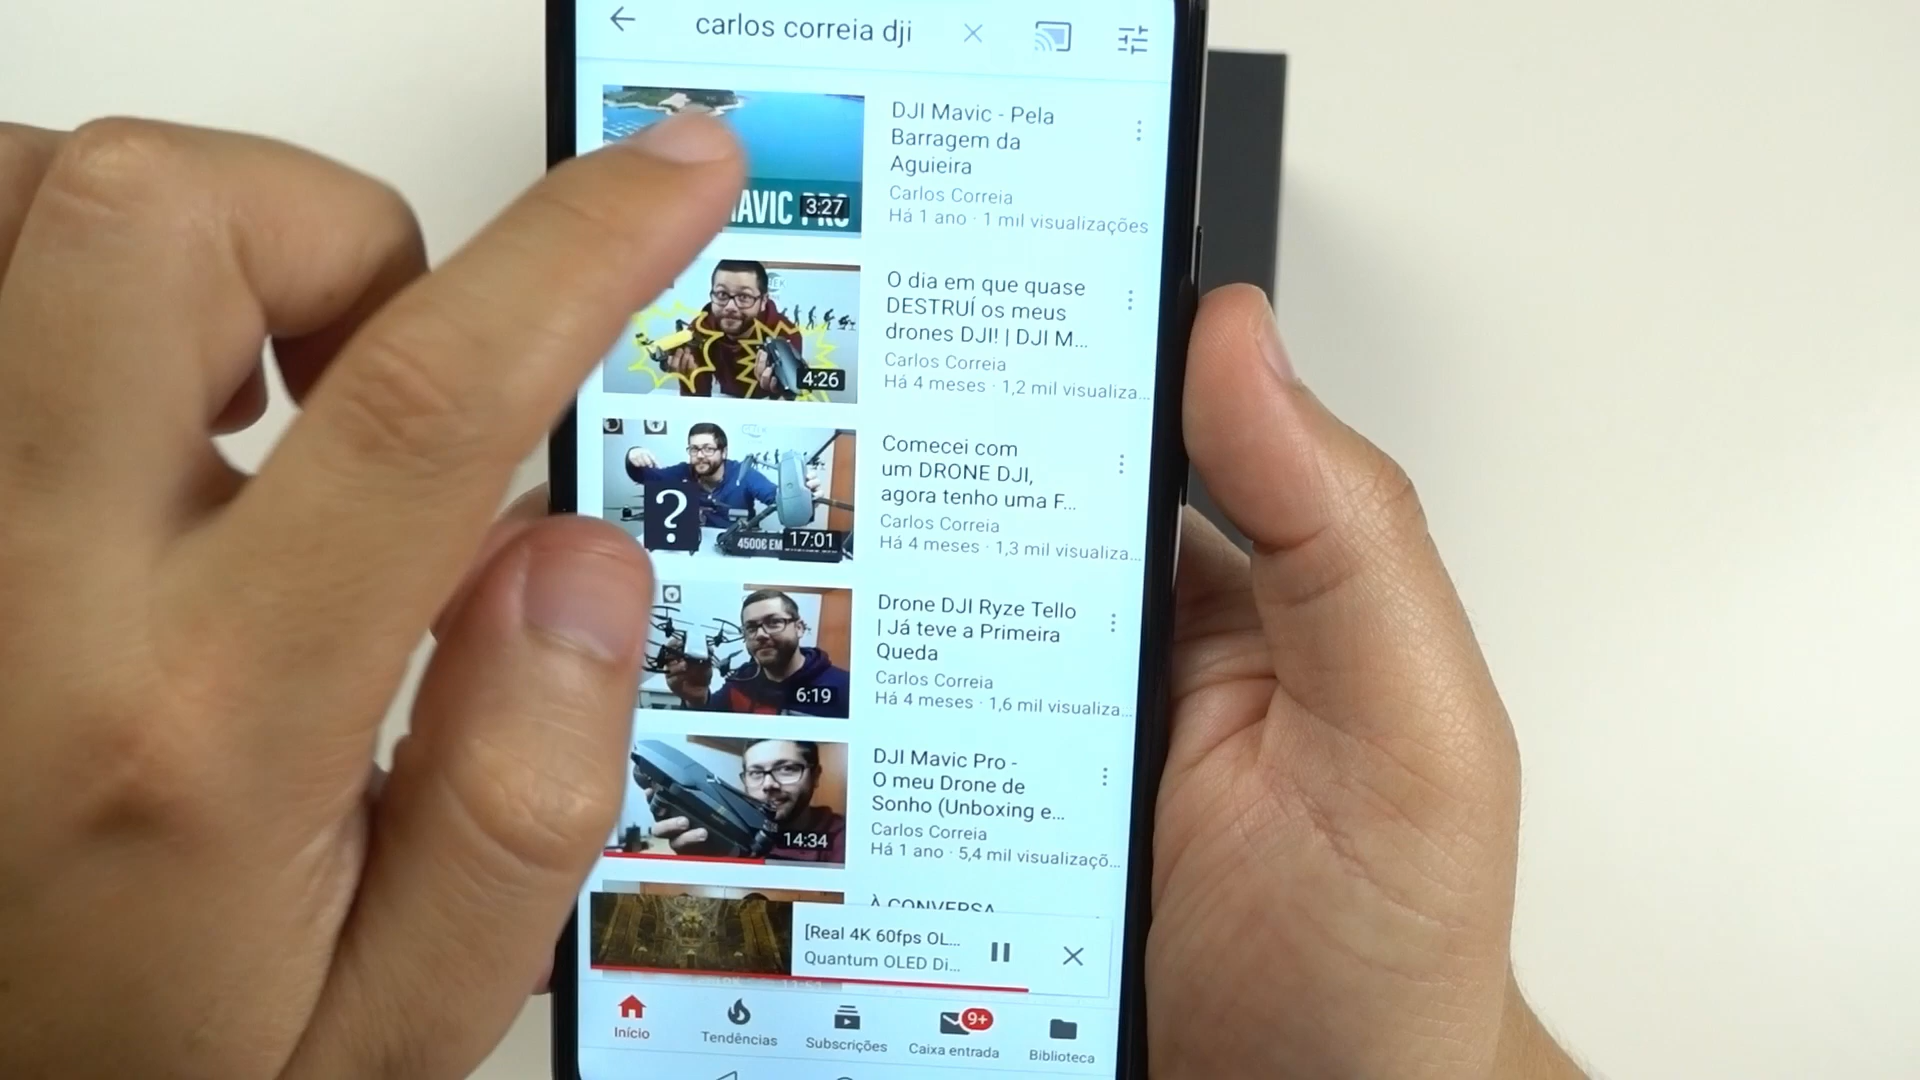 carlos correia dji
MAVIC PRO
3:27
DJI Mavic - Pela
Barragem da
Aguieira
Carlos Correia
Há 1 ano · 1 mil visualizações
4:26
O dia em que quase
DESTRUÍ os meus
drones DJI! | DJI M...
Carlos Correia
Há 4 meses · 1,2 mil visualiza...
?
4500€ EM
17:01
Comecei com
um DRONE DJI,
agora tenho uma F...
Carlos Correia
Há 4 meses · 1,3 mil visualiza...
6:19
Drone DJI Ryze Tello
| Já teve a Primeira
Queda
Carlos Correia
Há 4 meses · 1,6 mil visualiza...
14:34
DJI Mavic Pro -
O meu Drone de
Sonho (Unboxing e...
Carlos Correia
Há 1 ano · 5,4 mil visualizaçõ...
À CONVERSA
[Real 4K 60fps OL...
Quantum OLED Di...
9+
Início
Tendências
Subscrições
Caixa entrada
Biblioteca